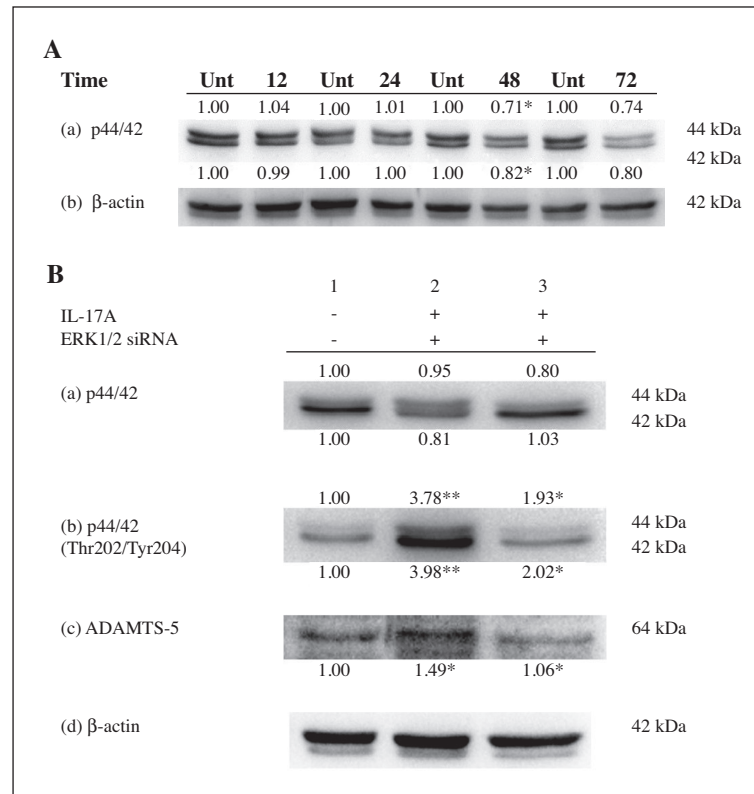 A
Time Unt 12 Unt 24 Unt 48 Unt 72
1.00 1.04 1.00 1.01 1.00 0.71* 1.00 0.74
(a) p44/42 44 kDa
42 kDa
1.00 0.99 1.00 1.00 1.00 0.82* 1.00 0.80
(b) β-actin 42 kDa
B
1 2 3
IL-17A - + +
ERK1/2 siRNA - + +
1.00 0.95 0.80
(a) p44/42 44 kDa
42 kDa
1.00 0.81 1.03
1.00 3.78** 1.93*
(b) p44/42 44 kDa
(Thr202/Tyr204) 42 kDa
1.00 3.98** 2.02*
(c) ADAMTS-5 64 kDa
1.00 1.49* 1.06*
(d) β-actin 42 kDa